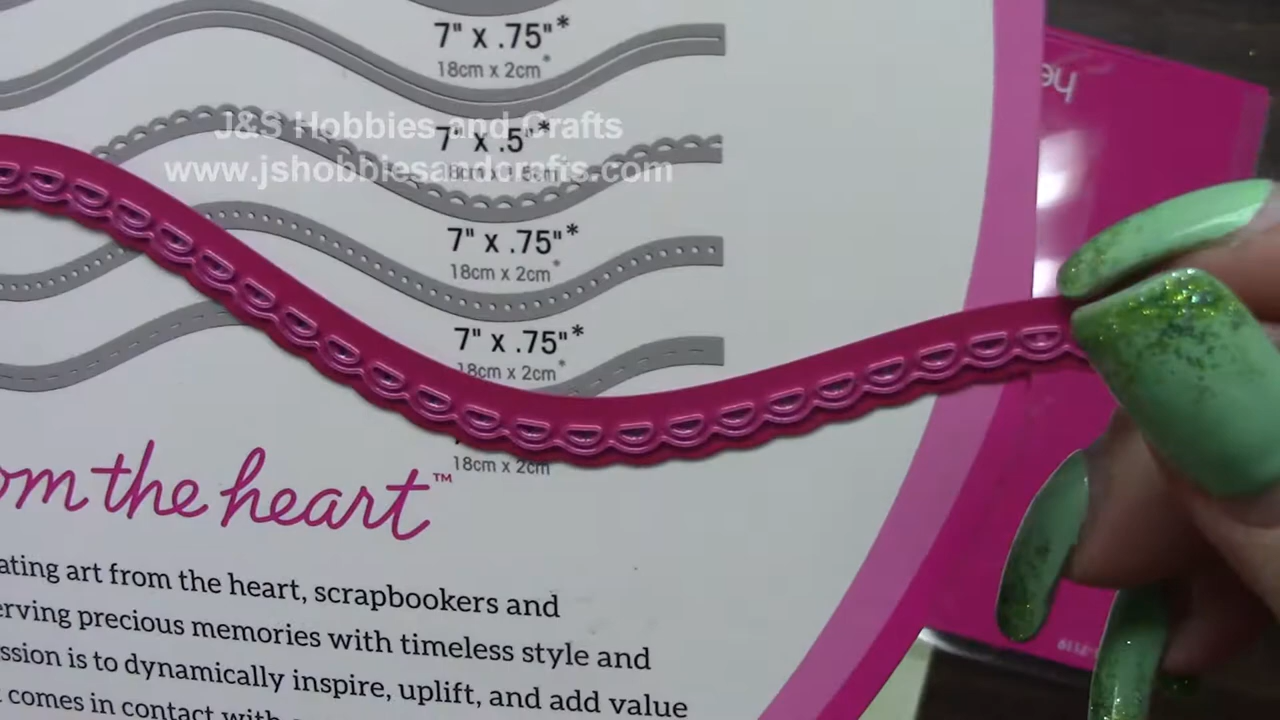 7" x .75"*
18cm x 2cm*
J&S Hobbies and Crafts
7" x .5"*
www.jshobbiesandcrafts.com
7" x .75"*
18cm x 2cm*
7" x .75"*
18cm x 2cm*
18cm x 2cm
om the heart™
ating art from the heart, scrapbookers and
erving precious memories with timeless style and
ssion is to dynamically inspire, uplift, and add value
comes in contact with
he